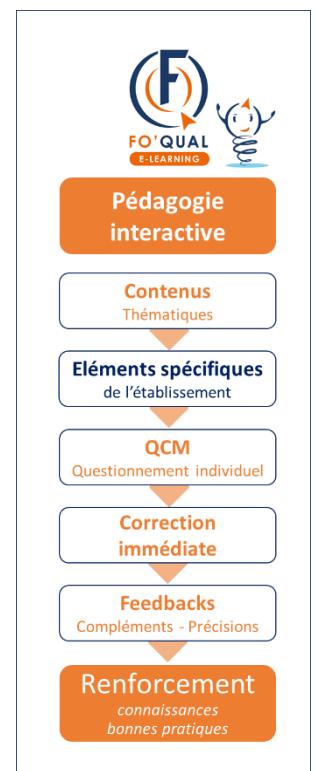 F
FO'QUAL
E-LEARNING
Pédagogie
interactive
Contenus
Thématiques
Eléments spécifiques
de l'établissement
QCM
Questionnement individuel
Correction
immédiate
Feedbacks
Compléments - Précisions
Renforcement
connaissances
bonnes pratiques